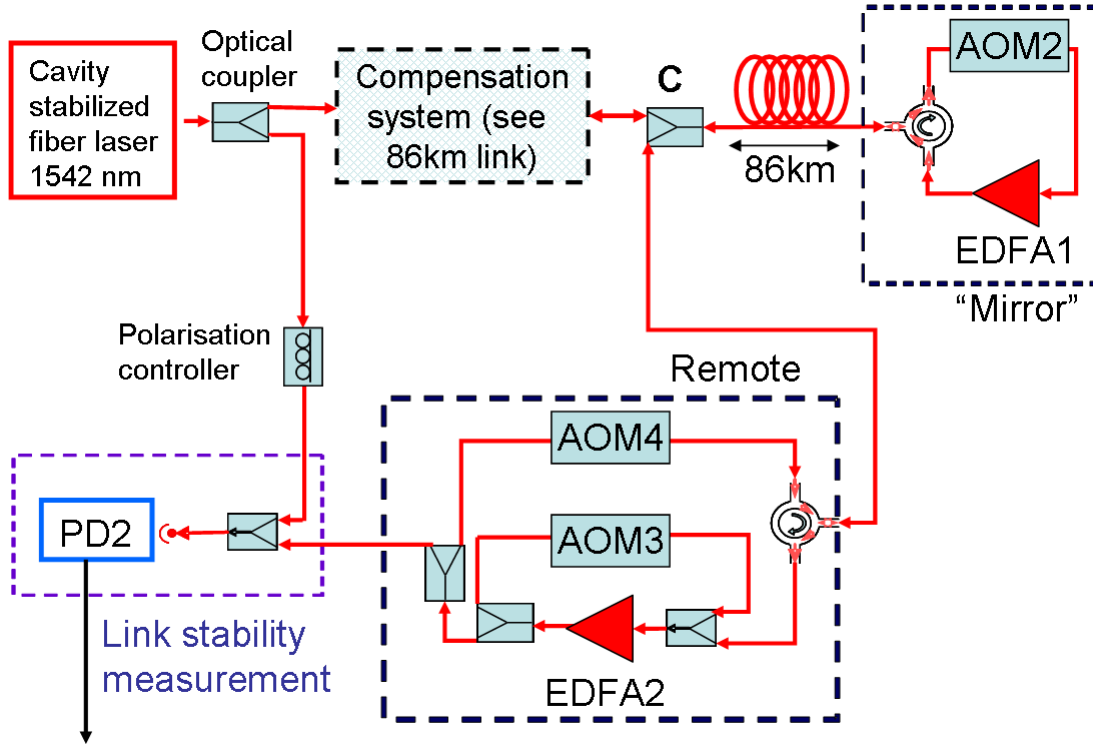 Cavity
stabilized
fiber laser
1542 nm
Optical
coupler
Compensation
system (see
86km link)
C
86km
AOM2
EDFA1
“Mirror”
Polarisation
controller
Remote
AOM4
AOM3
EDFA2
PD2
Link stability
measurement